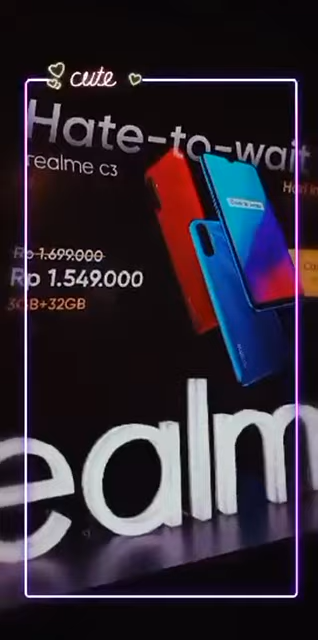 cute
Hate-to-wait
realme C3
Rp 1.699.000
Rp 1.549.000
3GB+32GB
ealm